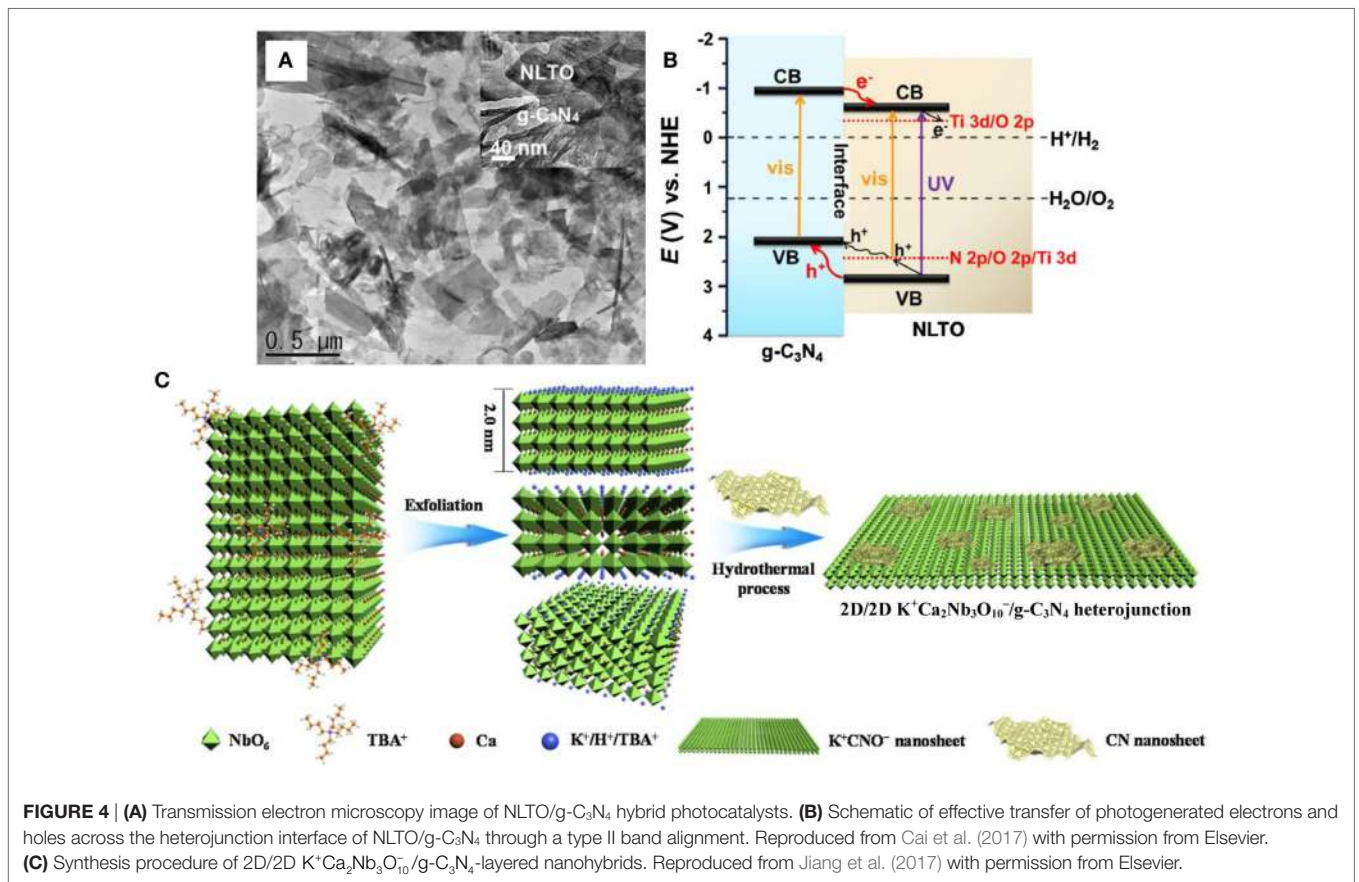 A
NLTO
g-C₃N₄
40 nm
0.5 μm
B
E (V) vs. NHE
-2
-1
0
1
2
3
4
CB
e⁻
CB
e⁻
Ti 3d/O 2p
H⁺/H₂
vis
Interface
vis
UV
H₂O/O₂
h⁺
h⁺
VB
h⁺
N 2p/O 2p/Ti 3d
VB
NLTO
g-C₃N₄
C
2.0 nm
Exfoliation
Hydrothermal
process
2D/2D K⁺Ca₂Nb₃O₁₀⁻/g-C₃N₄ heterojunction
NbO₆
TBA⁺
Ca
K⁺/H⁺/TBA⁺
K⁺CNO⁻ nanosheet
CN nanosheet
FIGURE 4 | (A) Transmission electron microscopy image of NLTO/g-C₃N₄ hybrid photocatalysts. (B) Schematic of effective transfer of photogenerated electrons and
holes across the heterojunction interface of NLTO/g-C₃N₄ through a type II band alignment. Reproduced from Cai et al. (2017) with permission from Elsevier.
(C) Synthesis procedure of 2D/2D K⁺Ca₂Nb₃O₁₀⁻/g-C₃N₄-layered nanohybrids. Reproduced from Jiang et al. (2017) with permission from Elsevier.